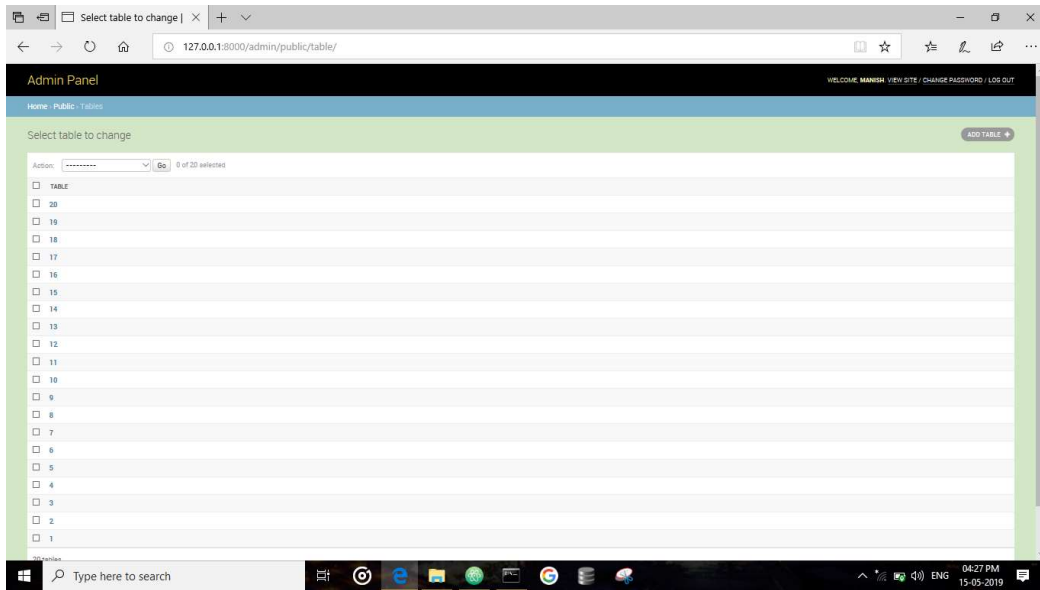 Select table to change |
127.0.0.1:8000/admin/public/table/
Admin Panel
WELCOME, MANISH. VIEW SITE / CHANGE PASSWORD / LOG OUT
Home › Public › Tables
Select table to change
ADD TABLE +
Action: --------- Go 0 of 20 selected
TABLE
20
19
18
17
16
15
14
13
12
11
10
9
8
7
6
5
4
3
2
1
20 tables
Type here to search
ENG
04:27 PM
15-05-2019